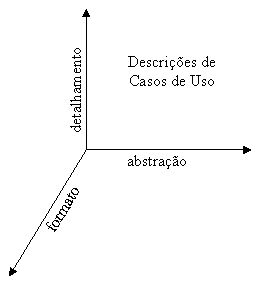 detalhamento
Descrições de
Casos de Uso
abstração
formato